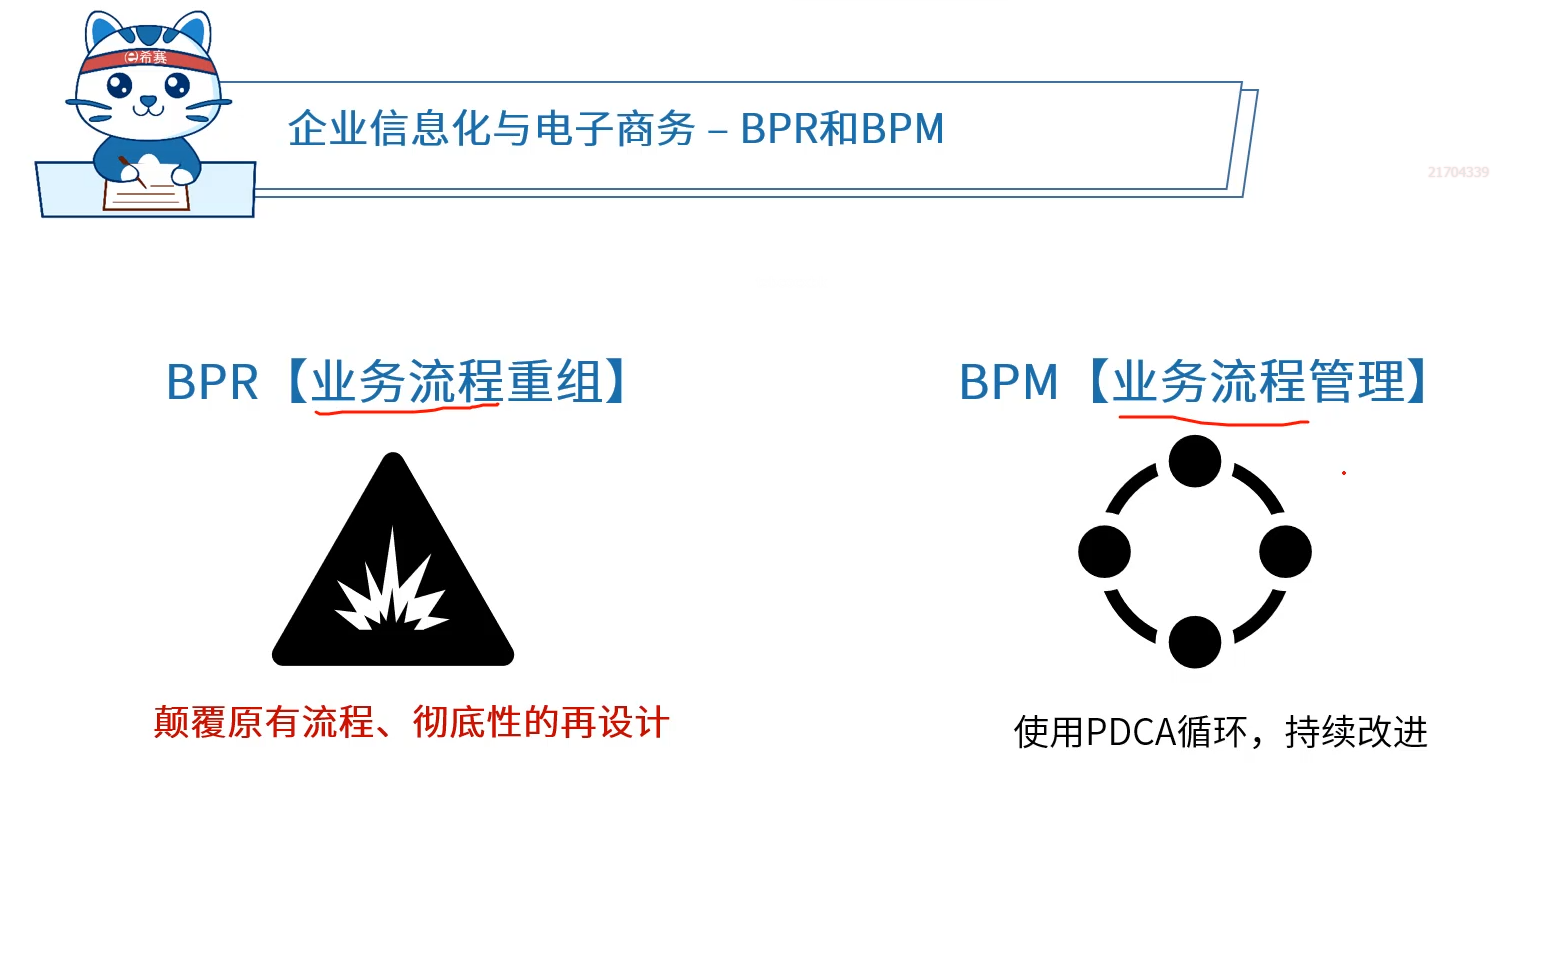 e希赛
企业信息化与电子商务 – BPR和BPM
21704339
BPR【业务流程重组】
BPM【业务流程管理】
颠覆原有流程、彻底性的再设计
使用PDCA循环，持续改进